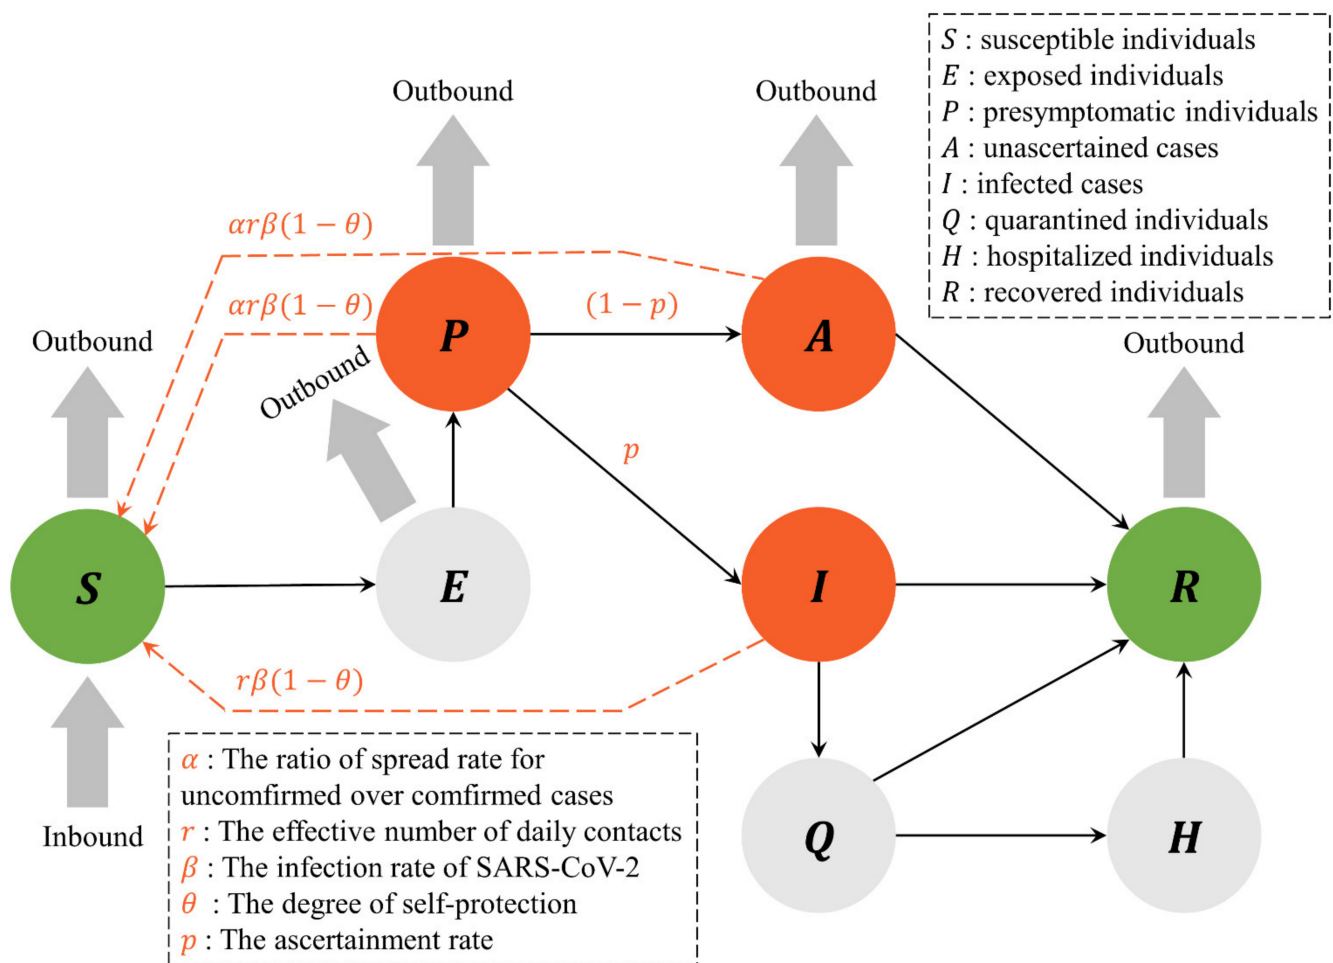 S : susceptible individuals
E : exposed individuals
P : presymptomatic individuals
A : unascertained cases
I : infected cases
Q : quarantined individuals
H : hospitalized individuals
R : recovered individuals
Outbound
Outbound
αrβ(1 − θ)
αrβ(1 − θ)
P
(1 − p)
A
Outbound
Outbound
Outbound
p
S
E
I
R
rβ(1 − θ)
Inbound
Q
H
α : The ratio of spread rate for
uncomfirmed over comfirmed cases
r : The effective number of daily contacts
β : The infection rate of SARS-CoV-2
θ : The degree of self-protection
p : The ascertainment rate